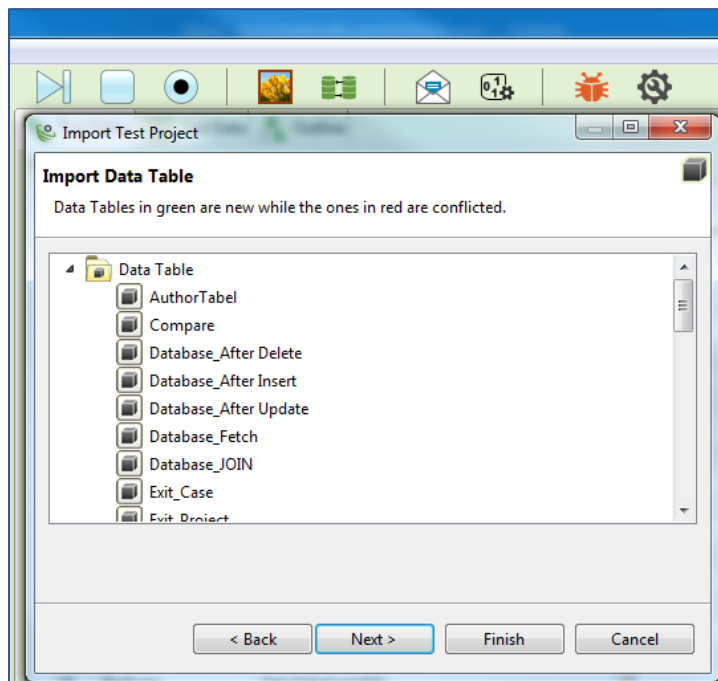 Import Test Project
Import Data Table
Data Tables in green are new while the ones in red are conflicted.
Data Table
AuthorTabel
Compare
Database_After Delete
Database_After Insert
Database_After Update
Database_Fetch
Database_JOIN
Exit_Case
Exit_Project
< Back Next > Finish Cancel